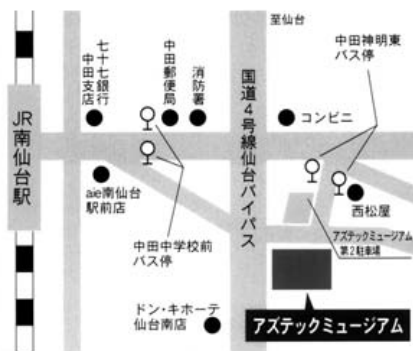 至仙台
中田神明東
バス停
七十七銀行
中田支店
中田郵便局
消防署
国道4号線仙台バイパス
コンビニ
JR南仙台駅
aie南仙台
駅前店
西松屋
アズテックミュージアム
第2駐車場
中田中学校前
バス停
ドン・キホーテ
仙台南店
アズテックミュージアム